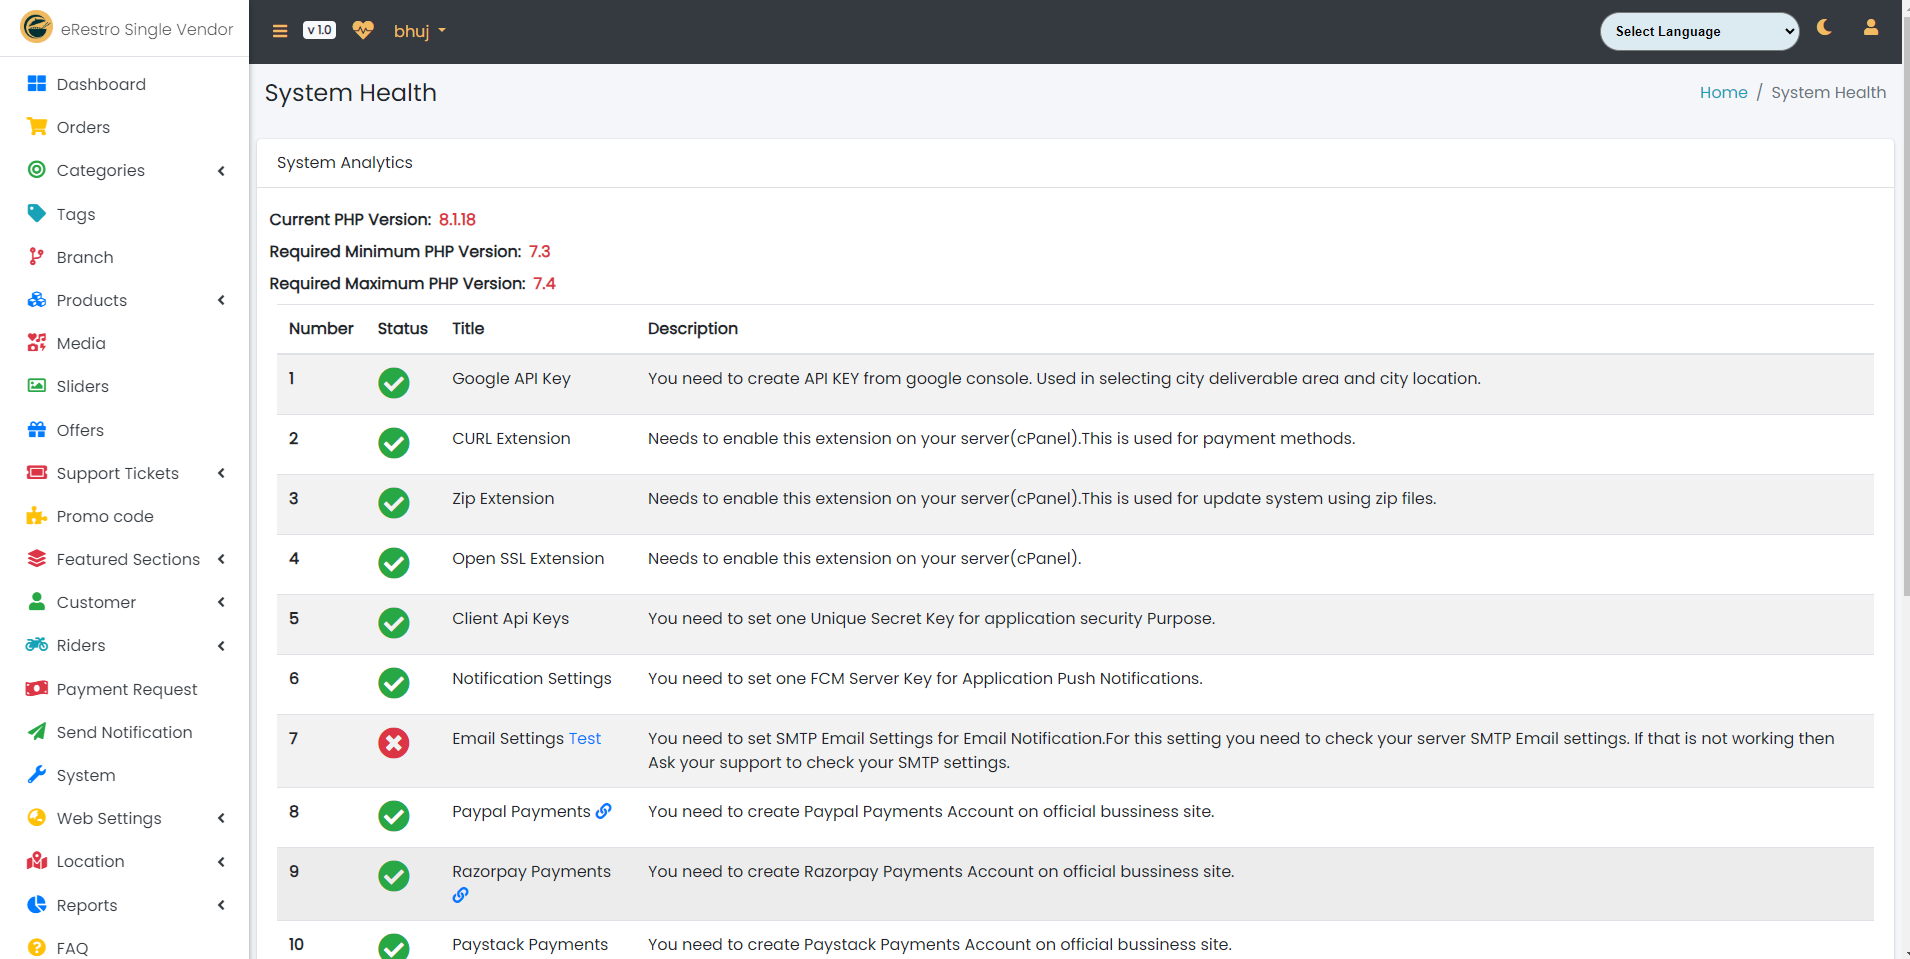 eRestro Single Vendor
v 1.0
bhuj
Select Language
Dashboard
Orders
Categories
Tags
Branch
Products
Media
Sliders
Offers
Support Tickets
Promo code
Featured Sections
Customer
Riders
Payment Request
Send Notification
System
Web Settings
Location
Reports
FAQ
System Health
Home / System Health
System Analytics
Current PHP Version: 8.1.18
Required Minimum PHP Version: 7.3
Required Maximum PHP Version: 7.4
Number Status Title Description
1 Google API Key You need to create API KEY from google console. Used in selecting city deliverable area and city location.
2 CURL Extension Needs to enable this extension on your server(cPanel).This is used for payment methods.
3 Zip Extension Needs to enable this extension on your server(cPanel).This is used for update system using zip files.
4 Open SSL Extension Needs to enable this extension on your server(cPanel).
5 Client Api Keys You need to set one Unique Secret Key for application security Purpose.
6 Notification Settings You need to set one FCM Server Key for Application Push Notifications.
7 Email Settings Test You need to set SMTP Email Settings for Email Notification.For this setting you need to check your server SMTP Email settings. If that is not working then
Ask your support to check your SMTP settings.
8 Paypal Payments You need to create Paypal Payments Account on official bussiness site.
9 Razorpay Payments You need to create Razorpay Payments Account on official bussiness site.
10 Paystack Payments You need to create Paystack Payments Account on official bussiness site.